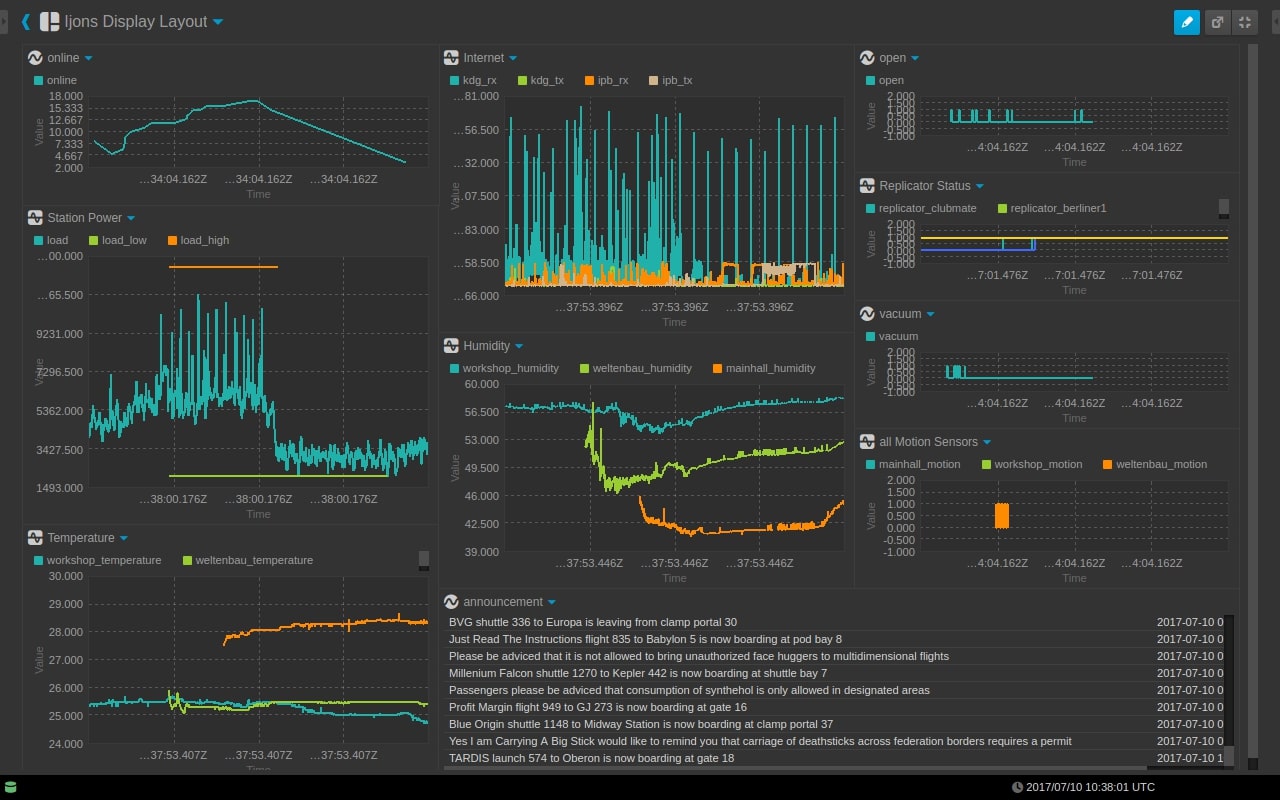 Ijons Display Layout
online
online
18.000
15.333
12.667
10.000
7.333
4.667
2.000
Value
…34:04.162Z …34:04.162Z …34:04.162Z
Time
Station Power
load load_low load_high
…00.000
…65.500
9231.000
7296.500
5362.000
3427.500
1493.000
Value
…38:00.176Z …38:00.176Z …38:00.176Z
Time
Temperature
workshop_temperature weltenbau_temperature
30.000
29.000
28.000
27.000
26.000
25.000
24.000
Value
…37:53.407Z …37:53.407Z …37:53.407Z
Time
Internet
kdg_rx kdg_tx ipb_rx ipb_tx
…81.000
…56.500
…32.000
…07.500
…83.000
…58.500
…66.000
Value
…37:53.396Z …37:53.396Z …37:53.396Z
Time
Humidity
workshop_humidity weltenbau_humidity mainhall_humidity
60.000
56.500
53.000
49.500
46.000
42.500
39.000
Value
…37:53.446Z …37:53.446Z …37:53.446Z
Time
open
open
2.000
1.500
1.000
0.500
0.000
-0.500
-1.000
Value
…4:04.162Z …4:04.162Z …4:04.162Z
Time
Replicator Status
replicator_clubmate replicator_berliner1
2.000
1.500
1.000
0.500
0.000
-0.500
-1.000
Value
…7:01.476Z …7:01.476Z …7:01.476Z
Time
vacuum
vacuum
2.000
1.500
1.000
0.500
0.000
-0.500
-1.000
Value
…4:04.162Z …4:04.162Z …4:04.162Z
Time
all Motion Sensors
mainhall_motion workshop_motion weltenbau_motion
2.000
1.500
1.000
0.500
0.000
-0.500
-1.000
Value
…4:04.162Z …4:04.162Z …4:04.162Z
Time
announcement
BVG shuttle 336 to Europa is leaving from clamp portal 30 2017-07-10 0
Just Read The Instructions flight 835 to Babylon 5 is now boarding at pod bay 8 2017-07-10 0
Please be adviced that it is not allowed to bring unauthorized face huggers to multidimensional flights 2017-07-10 0
Millenium Falcon shuttle 1270 to Kepler 442 is now boarding at shuttle bay 7 2017-07-10 0
Passengers please be adviced that consumption of synthehol is only allowed in designated areas 2017-07-10 0
Profit Margin flight 949 to GJ 273 is now boarding at gate 16 2017-07-10 0
Blue Origin shuttle 1148 to Midway Station is now boarding at clamp portal 37 2017-07-10 0
Yes I am Carrying A Big Stick would like to remind you that carriage of deathsticks across federation borders requires a permit 2017-07-10 0
TARDIS launch 574 to Oberon is now boarding at gate 18 2017-07-10 1
2017/07/10 10:38:01 UTC